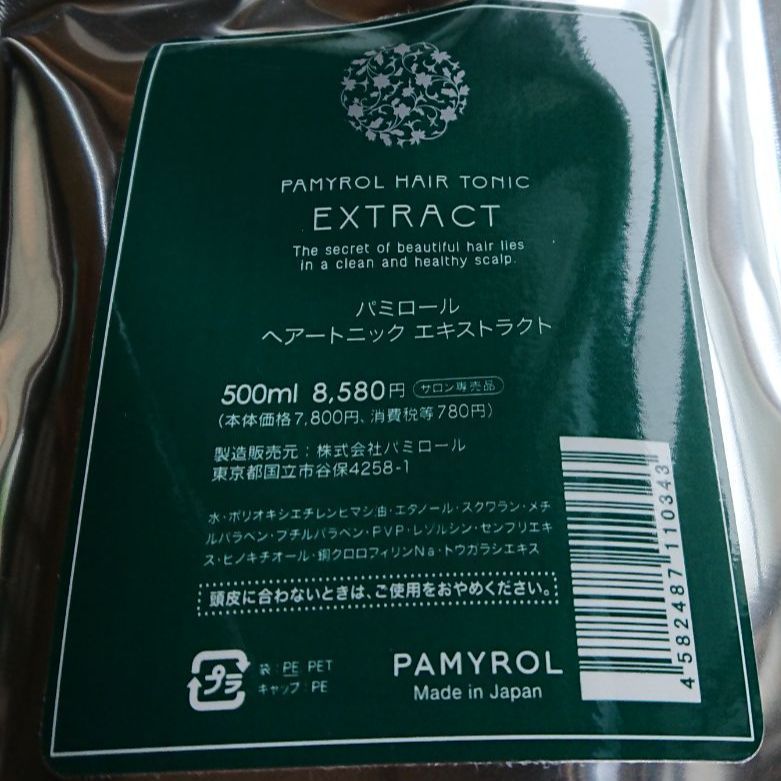 PAMYROL HAIR TONIC
EXTRACT
The secret of beautiful hair lies
in a clean and healthy scalp.
パミロール
ヘアートニック エキストラクト
500ml 8,580円 サロン専売品
(本体価格7,800円、消費税等780円)
製造販売元:株式会社パミロール
東京都国立市谷保4258-1
水・ポリオキシエチレンヒマシ油・エタノール・スクワラン・メチ
ルパラベン・ブチルパラベン・PVP・レゾルシン・センブリエキ
ス・ヒノキチオール・銅クロロフィリンNa・トウガラシエキス
頭皮に合わないときは、ご使用をおやめください。
プラ
袋:PE PET
キャップ:PE
PAMYROL
Made in Japan
4582487110343